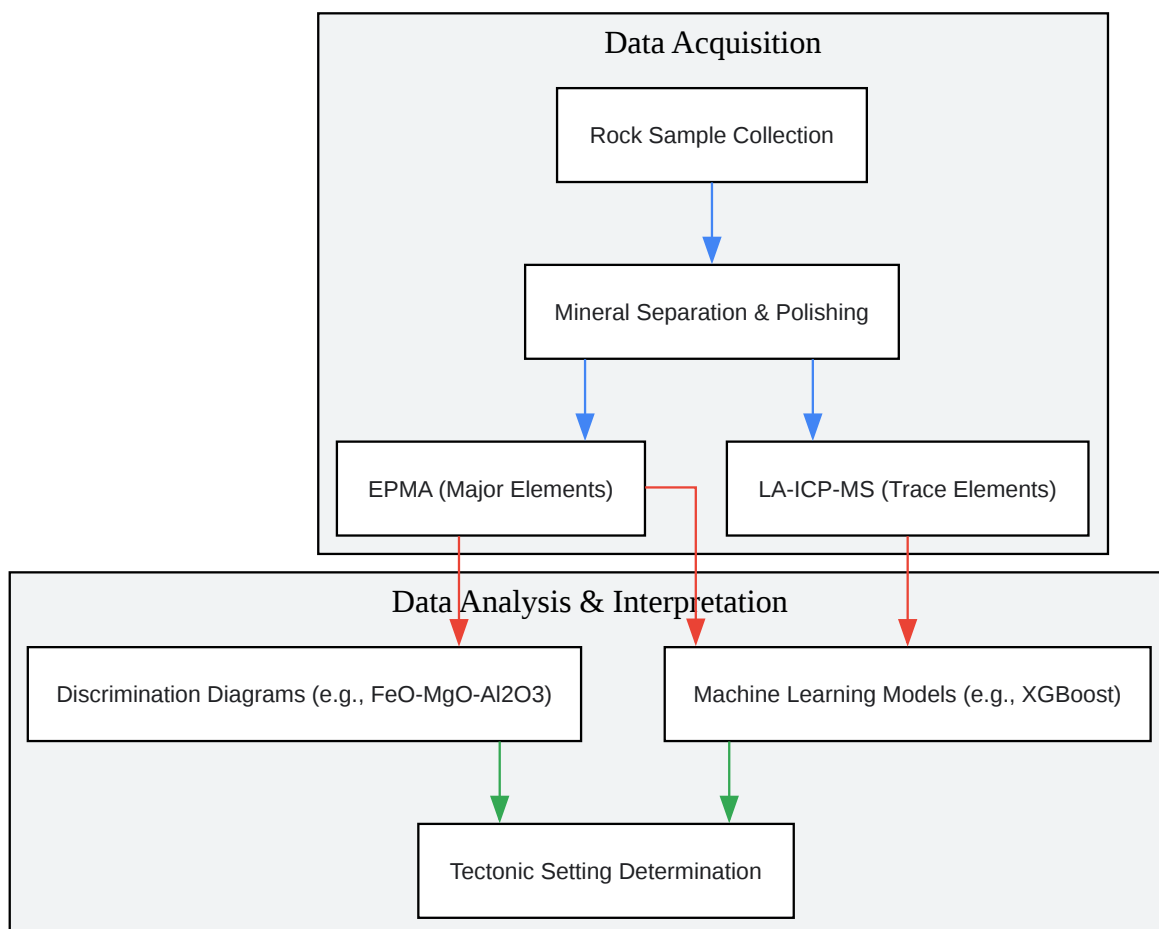 Data Acquisition
Rock Sample Collection
Mineral Separation & Polishing
EPMA (Major Elements)
LA-ICP-MS (Trace Elements)
Data Analysis & Interpretation
Discrimination Diagrams (e.g., FeO-MgO-Al2O3)
Machine Learning Models (e.g., XGBoost)
Tectonic Setting Determination